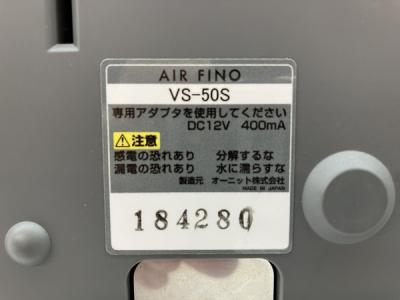 AIR FINO
VS-50S
専用アダプタを使用してください
DC12V 400mA
⚠注意
感電の恐れあり 分解するな
漏電の恐れあり 水に濡らすな
製造元 オーニット株式会社
MADE IN JAPAN
184280